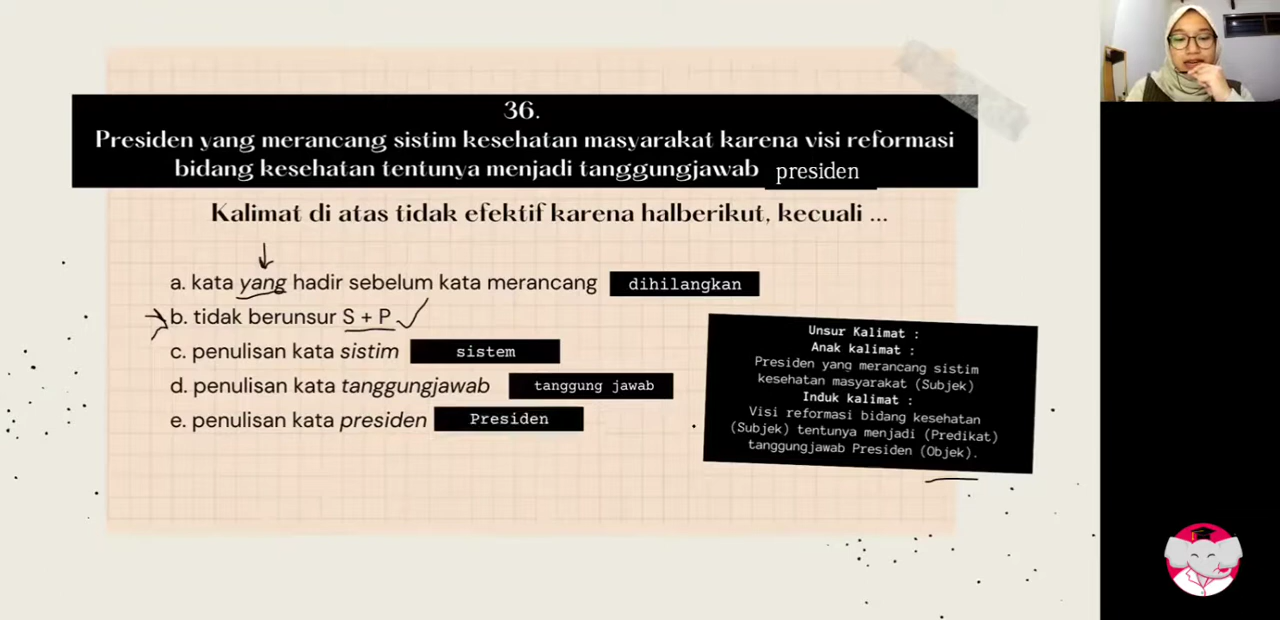 36.
Presiden yang merancang sistim kesehatan masyarakat karena visi reformasi
bidang kesehatan tentunya menjadi tanggungjawab presiden
Kalimat di atas tidak efektif karena halberikut, kecuali ...
a. kata yang hadir sebelum kata merancang dihilangkan
b. tidak berunsur S + P
c. penulisan kata sistim sistem
d. penulisan kata tanggungjawab tanggung jawab
e. penulisan kata presiden Presiden
Unsur Kalimat :
Anak kalimat :
Presiden yang merancang sistim
kesehatan masyarakat (Subjek)
Induk kalimat :
Visi reformasi bidang kesehatan
(Subjek) tentunya menjadi (Predikat)
tanggungjawab Presiden (Objek).